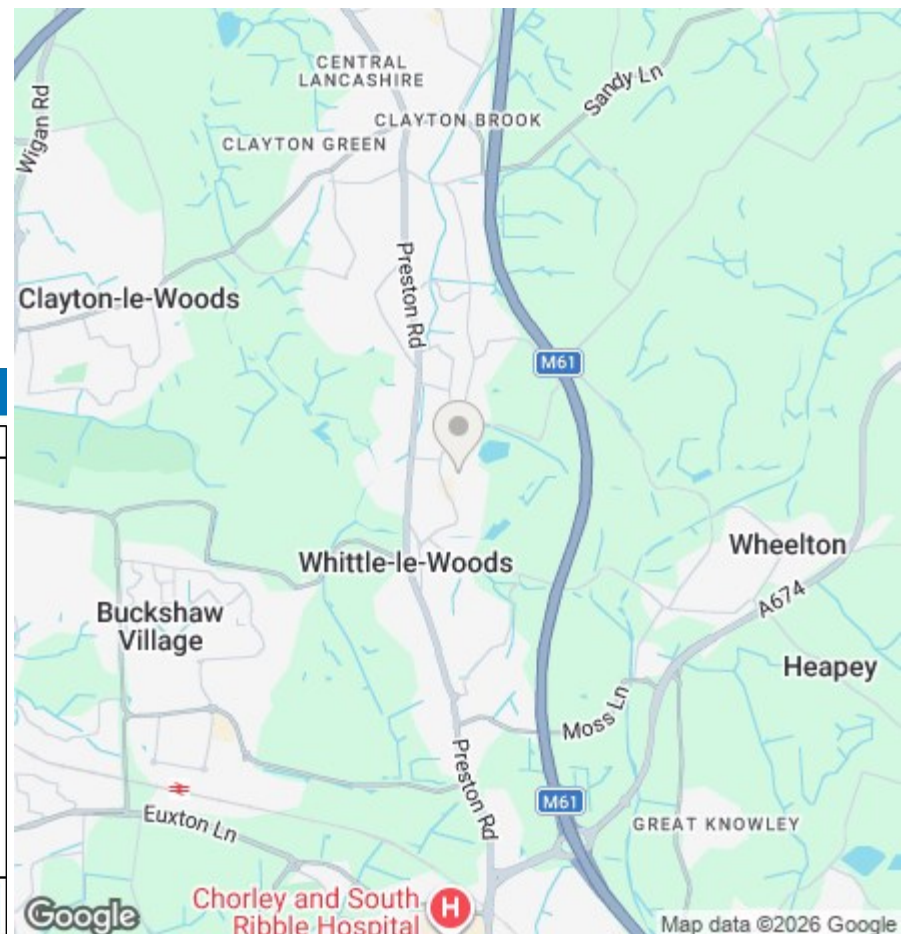 CENTRAL
LANCASHIRE
CLAYTON BROOK
CLAYTON GREEN
Sandy Ln
Wigan Rd
Preston Rd
Clayton-le-Woods
M61
Whittle-le-Woods
Wheelton
A674
Buckshaw
Village
Heapey
Moss Ln
Preston Rd
M61
Euxton Ln
GREAT KNOWLEY
Chorley and South
Ribble Hospital
H
Google
Map data ©2026 Google